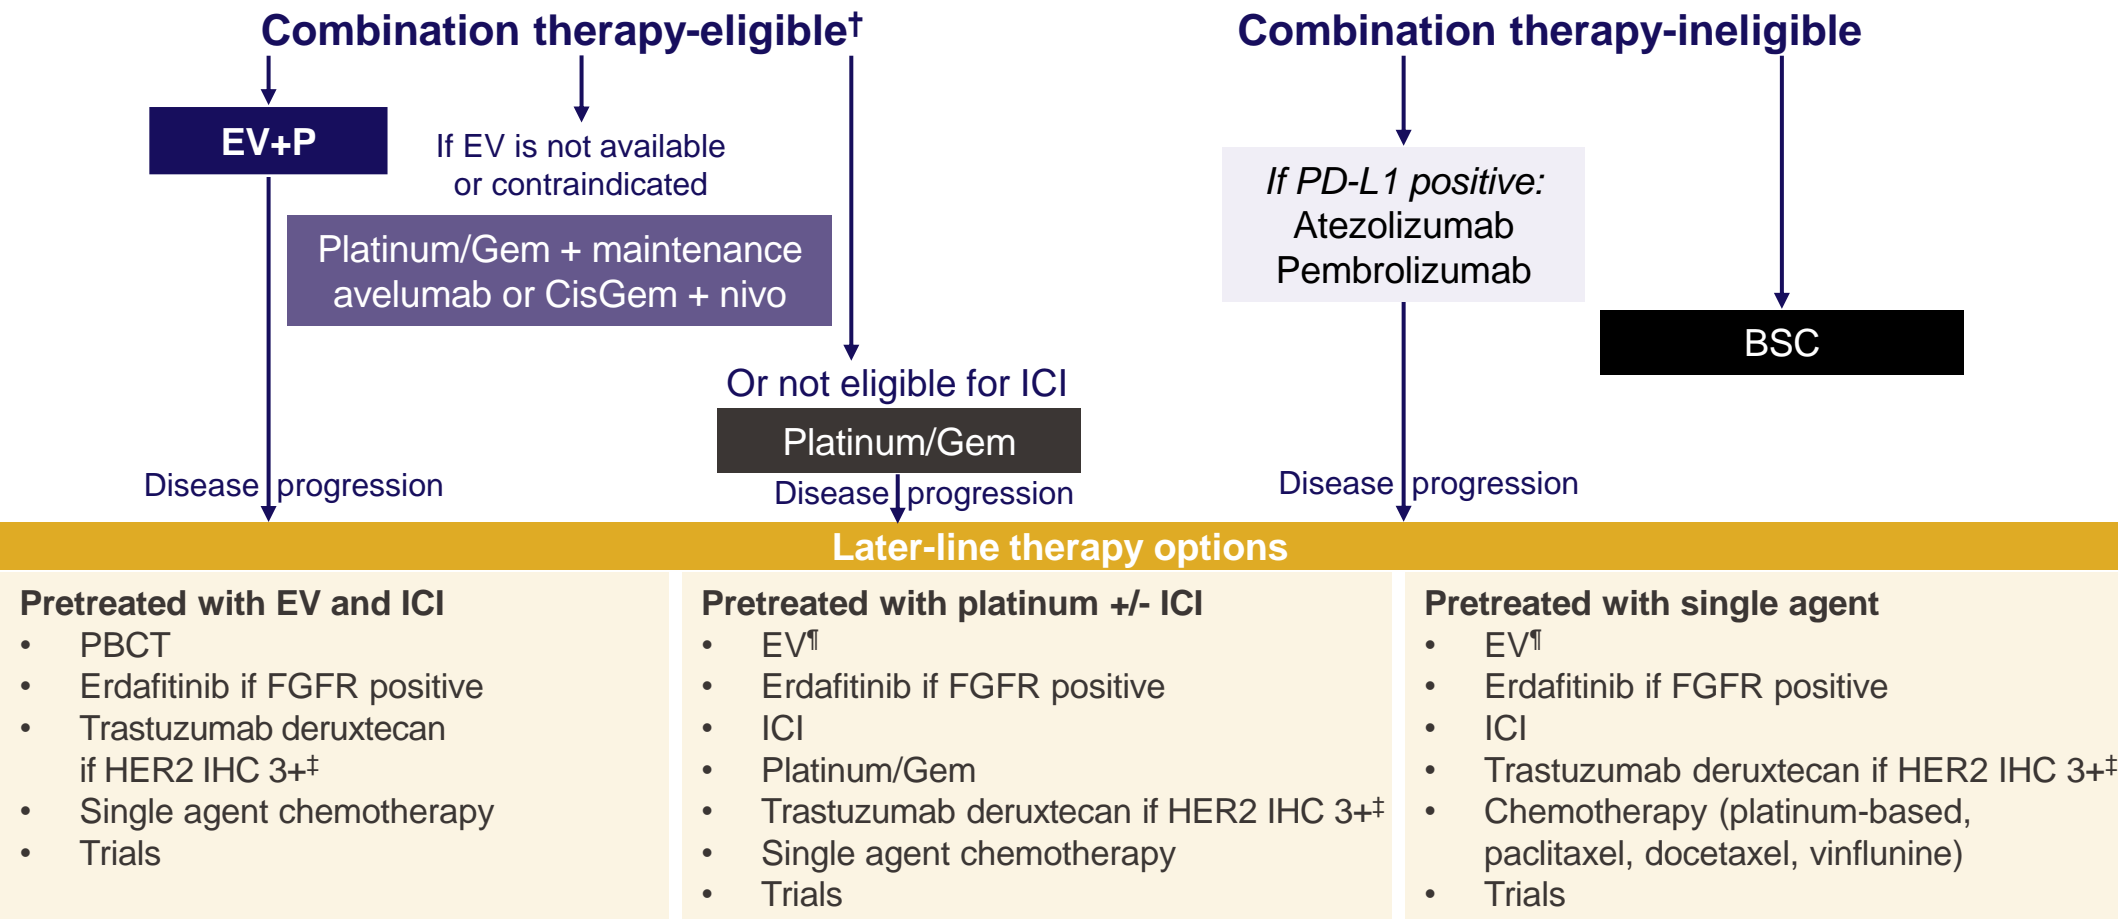 Combination therapy-eligible†
EV+P
If EV is not available
or contraindicated
Platinum/Gem + maintenance
avelumab or CisGem + nivo
Or not eligible for ICI
Platinum/Gem
Combination therapy-ineligible
If PD-L1 positive:
Atezolizumab
Pembrolizumab
BSC
Disease progression
Disease progression
Disease progression
Later-line therapy options
Pretreated with EV and ICI
• PBCT
• Erdafitinib if FGFR positive
• Trastuzumab deruxtecan
if HER2 IHC 3+‡
• Single agent chemotherapy
• Trials
Pretreated with platinum +/- ICI
• EV¶
• Erdafitinib if FGFR positive
• ICI
• Platinum/Gem
• Trastuzumab deruxtecan if HER2 IHC 3+‡
• Single agent chemotherapy
• Trials
Pretreated with single agent
• EV¶
• Erdafitinib if FGFR positive
• ICI
• Trastuzumab deruxtecan if HER2 IHC 3+‡
• Chemotherapy (platinum-based,
paclitaxel, docetaxel, vinflunine)
• Trials